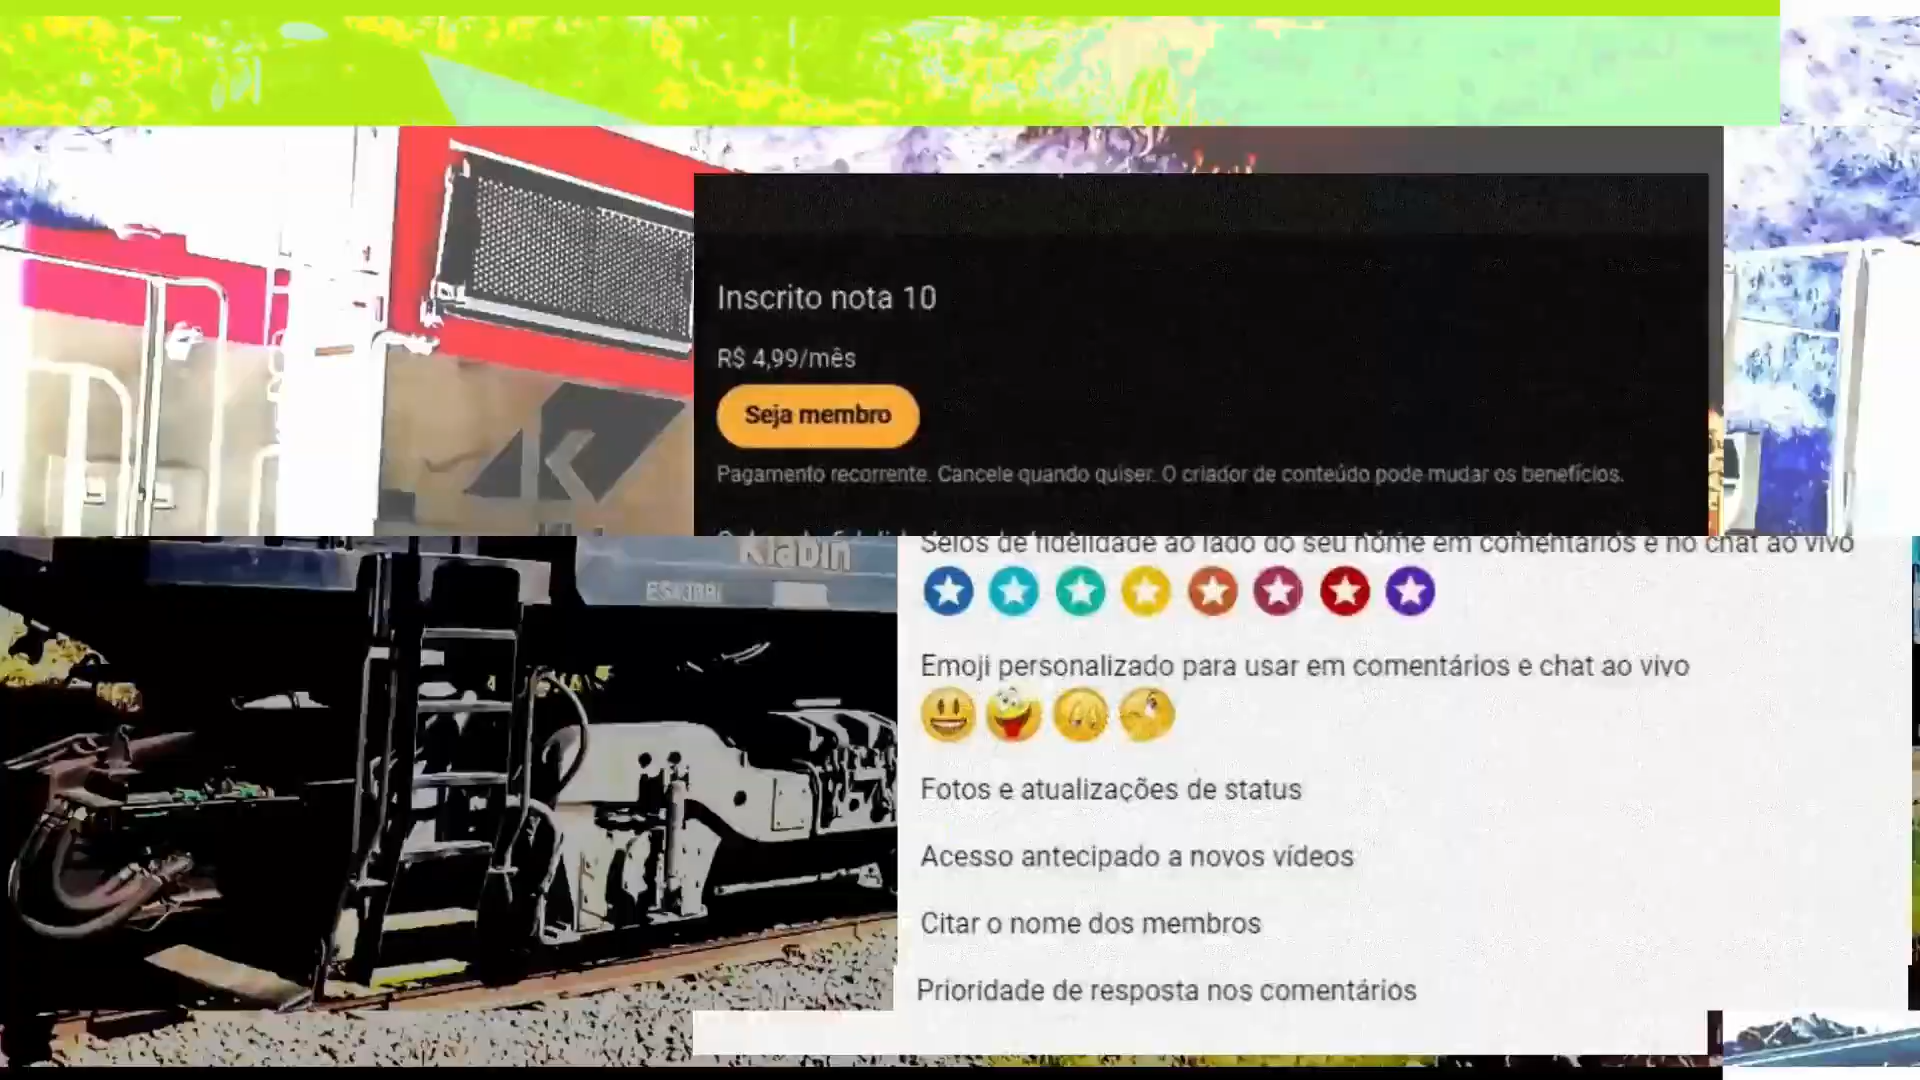 Inscrito nota 10
R$ 4,99/mês
Seja membro
Pagamento recorrente. Cancele quando quiser. O criador de conteúdo pode mudar os benefícios.
Klabin
Selos de fidelidade ao lado do seu nome em comentários e no chat ao vivo
Emoji personalizado para usar em comentários e chat ao vivo
Fotos e atualizações de status
Acesso antecipado a novos vídeos
Citar o nome dos membros
Prioridade de resposta nos comentários